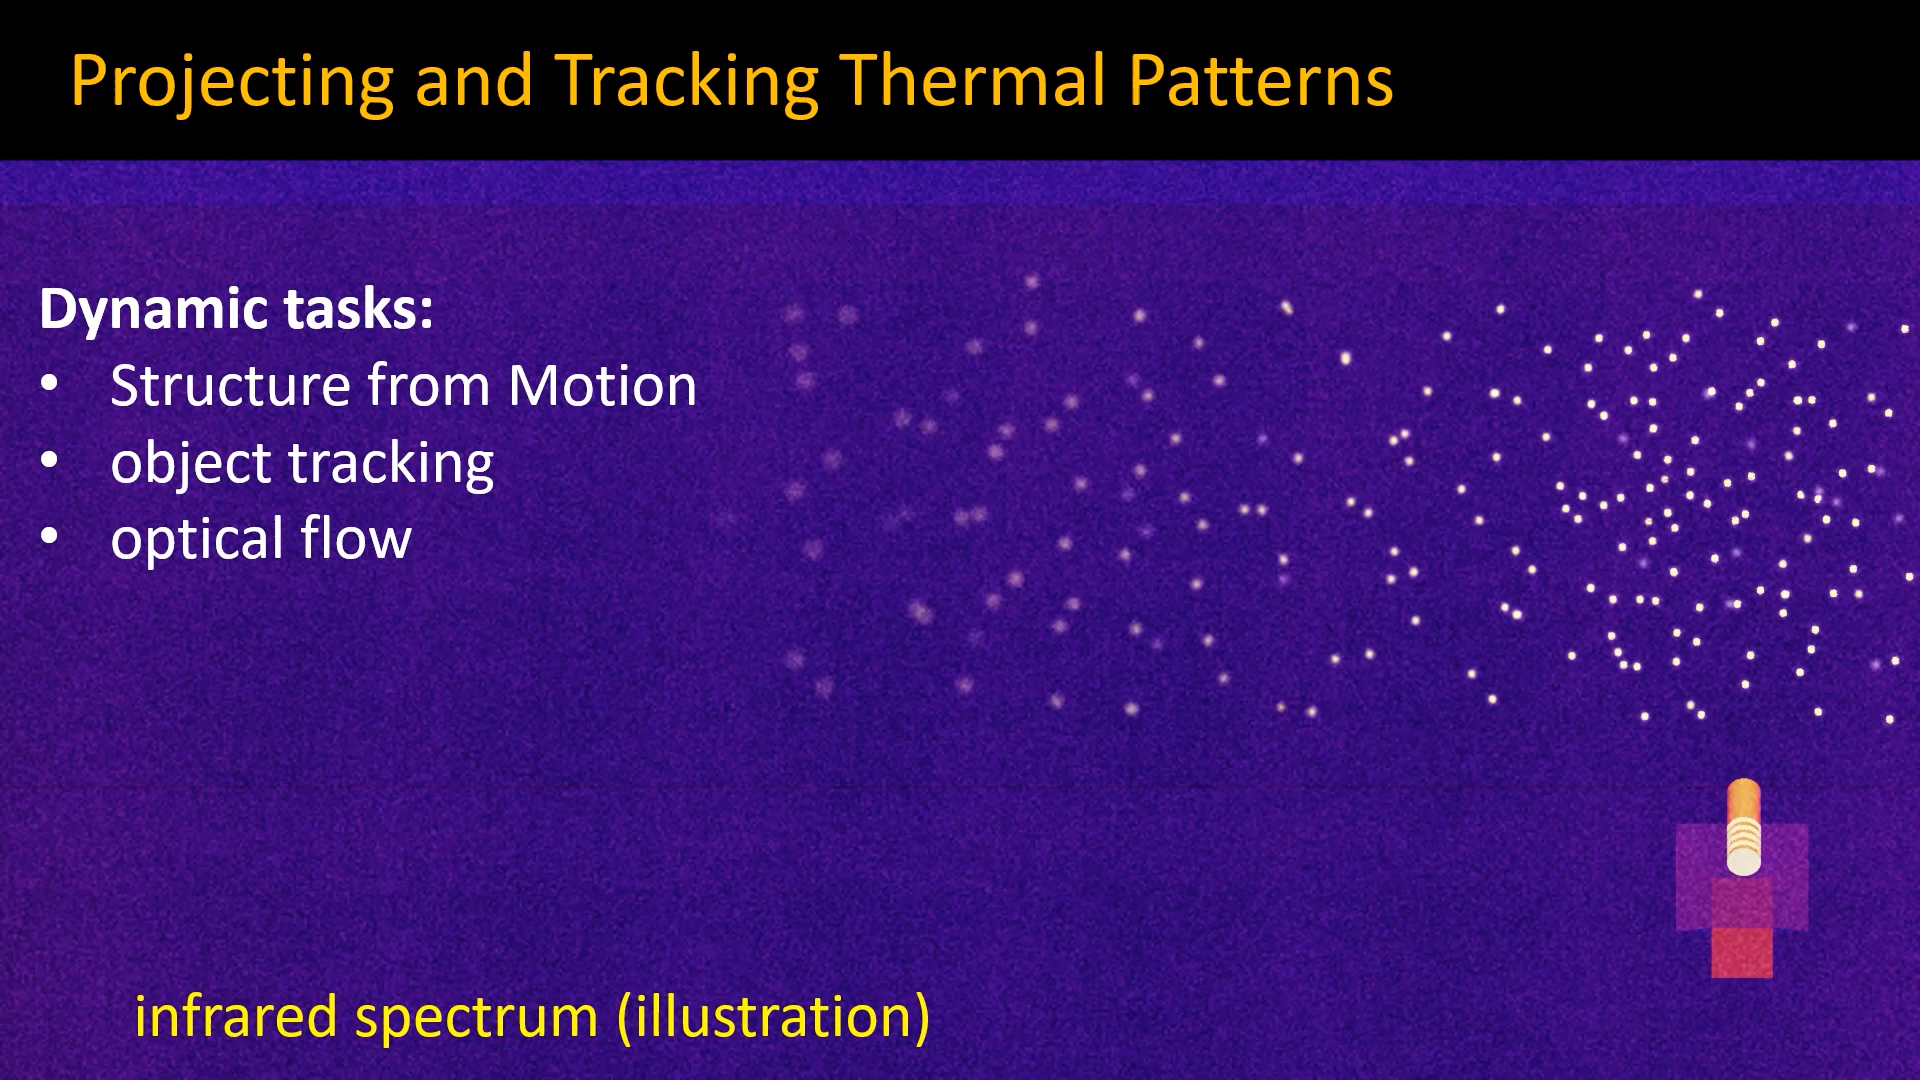 Projecting and Tracking Thermal Patterns
Dynamic tasks:
• Structure from Motion
• object tracking
• optical flow
infrared spectrum (illustration)